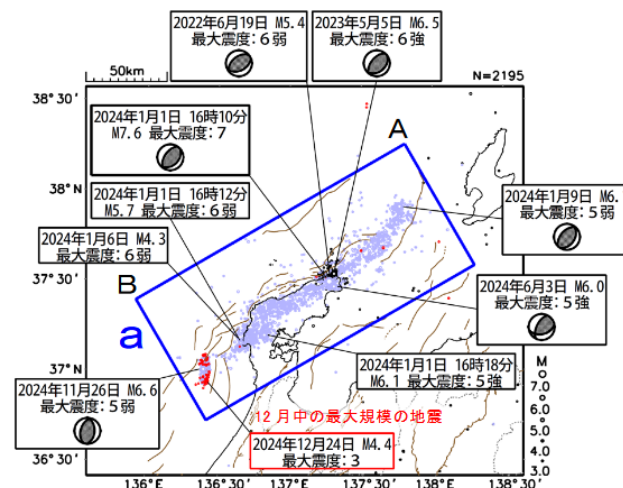 2022年6月19日 M5.4
最大震度：6弱
2023年5月5日 M6.5
最大震度：6強
50km
N=2195
38°30′
2024年1月1日 16時10分
M7.6 最大震度：7
A
38°N
2024年1月1日 16時12分
M5.7 最大震度：6弱
2024年1月9日 M6.
最大震度：5弱
2024年1月6日 M4.3
最大震度：6弱
37°30′
B
2024年6月3日 M6.0
最大震度：5強
a
2024年1月1日 16時18分
M6.1 最大震度：5強
37°N
2024年11月26日 M6.6
最大震度：5弱
M
7.0
6.0
5.0
4.0
3.0
12月中の最大規模の地震
2024年12月24日 M4.4
最大震度：3
36°30′
136°E
136°30′
137°E
137°30′
138°E
138°30′